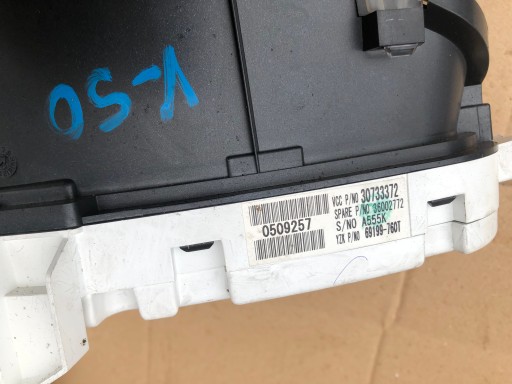 V-50
0509257
VCC P/NO 30733372
SPARE P/NO 36002772
S/NO A555K
YZK P/NO 69199-760T